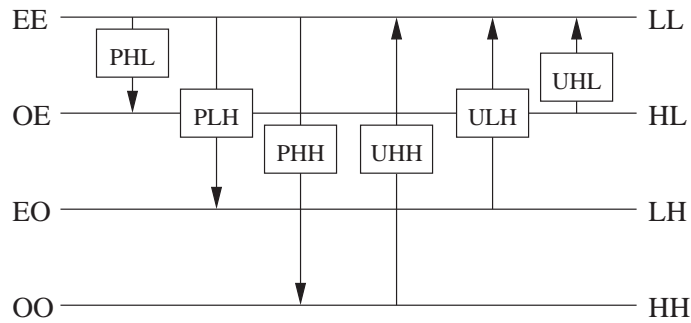 EE LL
PHL
UHL
OE PLH ULH HL
PHH UHH
EO LH
OO HH